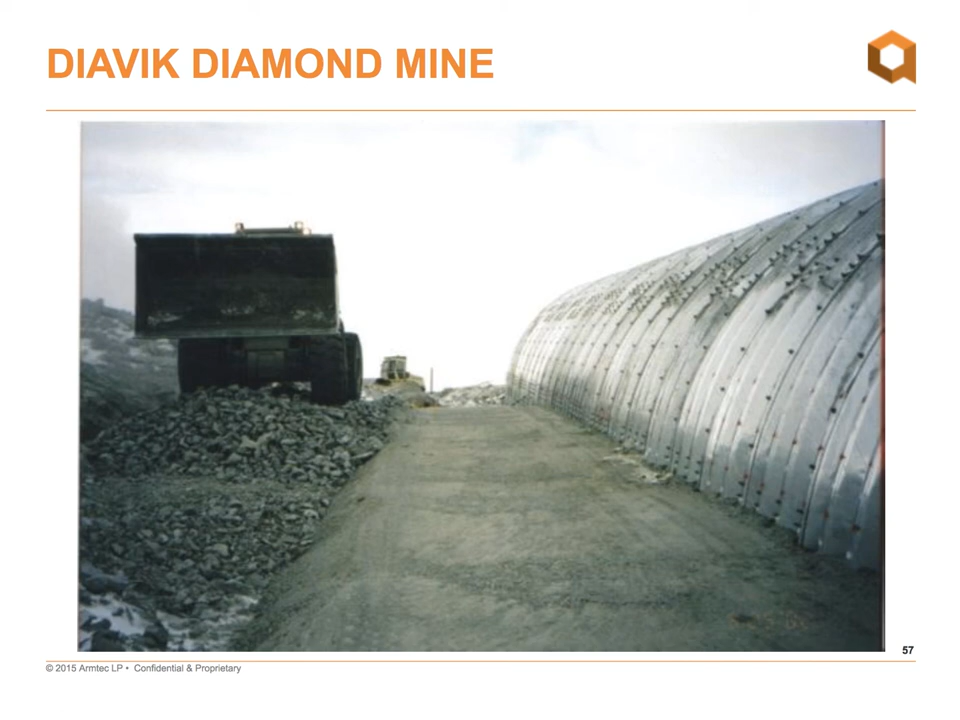 DIAVIK DIAMOND MINE
57
© 2015 Armtec LP • Confidential & Proprietary